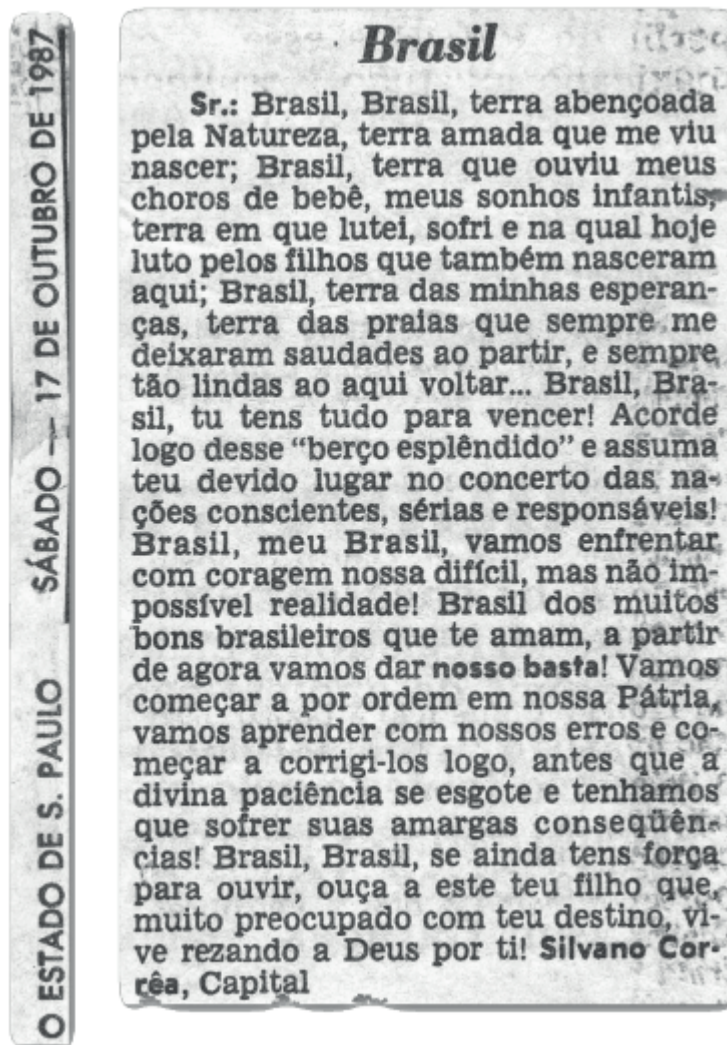 O ESTADO DE S. PAULO SÁBADO — 17 DE OUTUBRO DE 1987
Brasil
Sr.: Brasil, Brasil, terra abençoada
pela Natureza, terra amada que me viu
nascer; Brasil, terra que ouviu meus
choros de bebê, meus sonhos infantis,
terra em que lutei, sofri e na qual hoje
luto pelos filhos que também nasceram
aqui; Brasil, terra das minhas esperan-
ças, terra das praias que sempre me
deixaram saudades ao partir, e sempre
tão lindas ao aqui voltar... Brasil, Bra-
sil, tu tens tudo para vencer! Acorde
logo desse “berço esplêndido” e assuma
teu devido lugar no concerto das na-
ções conscientes, sérias e responsáveis!
Brasil, meu Brasil, vamos enfrentar
com coragem nossa difícil, mas não im-
possível realidade! Brasil dos muitos
bons brasileiros que te amam, a partir
de agora vamos dar nosso basta! Vamos
começar a por ordem em nossa Pátria,
vamos aprender com nossos erros e co-
meçar a corrigi-los logo, antes que a
divina paciência se esgote e tenhamos
que sofrer suas amargas conseqüên-
cias! Brasil, Brasil, se ainda tens força
para ouvir, ouça a este teu filho que,
muito preocupado com teu destino, vi-
ve rezando a Deus por ti! Silvano Cor-
rêa, Capital